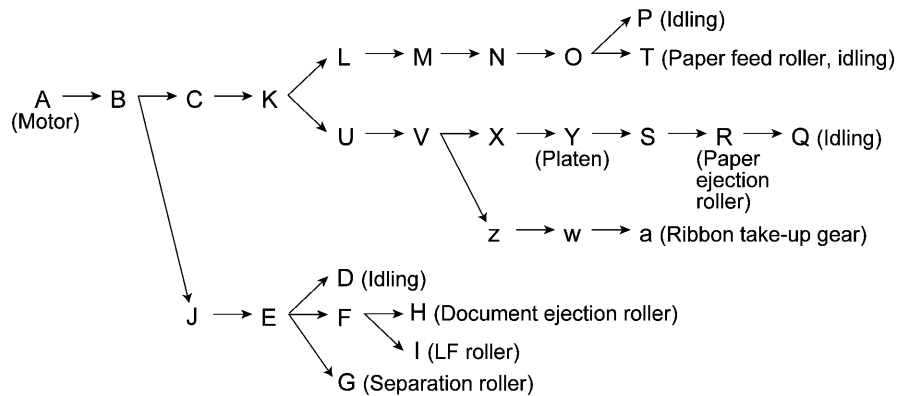 P (Idling)
L M N O T (Paper feed roller, idling)
A B C K
(Motor)
U V X Y S R Q (Idling)
(Platen) (Paper
ejection
roller)
z w a (Ribbon take-up gear)
D (Idling)
J E F H (Document ejection roller)
I (LF roller)
G (Separation roller)